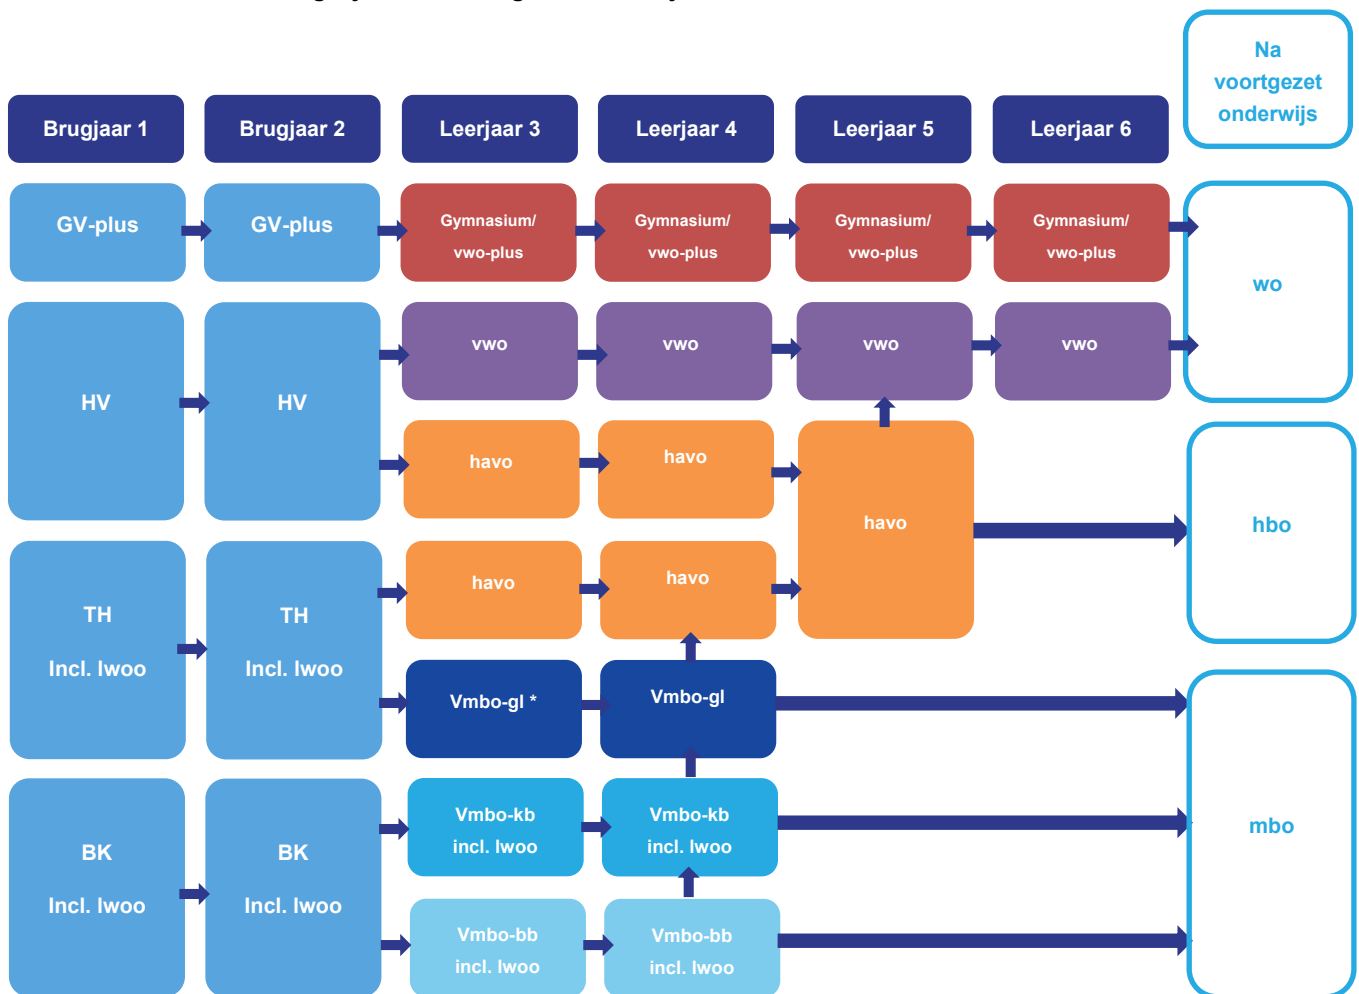 Na
voortgezet
onderwijs
Brugjaar 1
Brugjaar 2
Leerjaar 3
Leerjaar 4
Leerjaar 5
Leerjaar 6
GV-plus
GV-plus
Gymnasium/
vwo-plus
Gymnasium/
vwo-plus
Gymnasium/
vwo-plus
Gymnasium/
vwo-plus
wo
HV
HV
vwo
vwo
vwo
vwo
havo
havo
havo
hbo
TH
Incl. lwoo
TH
Incl. lwoo
havo
havo
Vmbo-gl *
Vmbo-gl
BK
Incl. lwoo
BK
Incl. lwoo
Vmbo-kb
incl. lwoo
Vmbo-kb
incl. lwoo
mbo
Vmbo-bb
incl. lwoo
Vmbo-bb
incl. lwoo